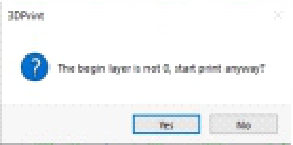 3DPrint
The begin layer is not 0, start print anyway?
Yes
No